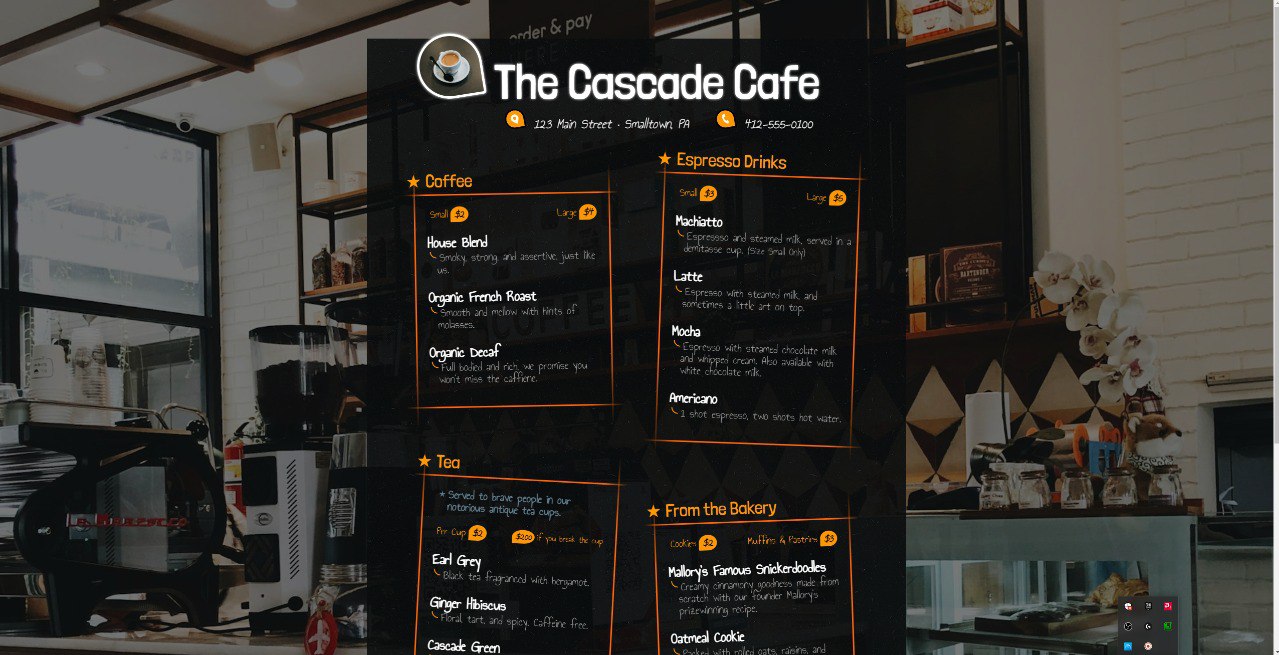 order & pay
The Cascade Cafe
123 Main Street · Smalltown, PA
412-555-0100
Coffee
Small $2
Large $4
House Blend
Smoky, strong, and assertive, just like
us.
Organic French Roast
Smooth and mellow with hints of
molasses.
Organic Decaf
Full bodied and rich, we promise you
won't miss the caffiene.
Espresso Drinks
Small $3
Large $5
Machiatto
Espresso and steamed milk, served in a
demitasse cup. (Size Small Only)
Latte
Espresso with steamed milk, and
sometimes a little art on top.
Mocha
Espresso with steamed chocolate milk
and whipped cream. Also available with
white chocolate milk.
Americano
1 shot espresso, two shots hot water.
Tea
* Served to brave people in our
notorious antique tea cups.
Per Cup $2
$200 if you break the cup
Earl Grey
Black tea fragranced with bergamot.
Ginger Hibiscus
Floral, tart, and spicy. Caffeine free.
Cascade Green
From the Bakery
Cookies $2
Muffins & Pastries $3
Mallory's Famous Snickerdoodles
Creamy cinnamony goodness made from
scratch with our founder Mallory's
prizewinning recipe.
Oatmeal Cookie
Packed with rolled oats, raisins, and
COFFEE
BARTENDER